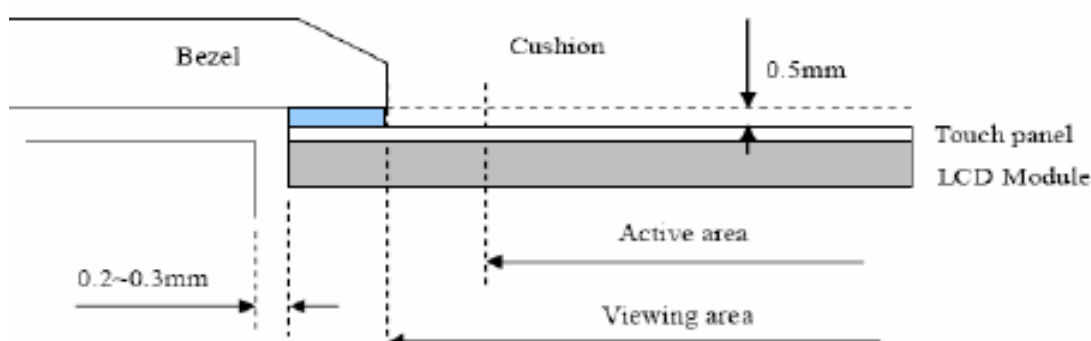 Bezel
Cushion
0.5mm
Touch panel
LCD Module
Active area
0.2~0.3mm
Viewing area